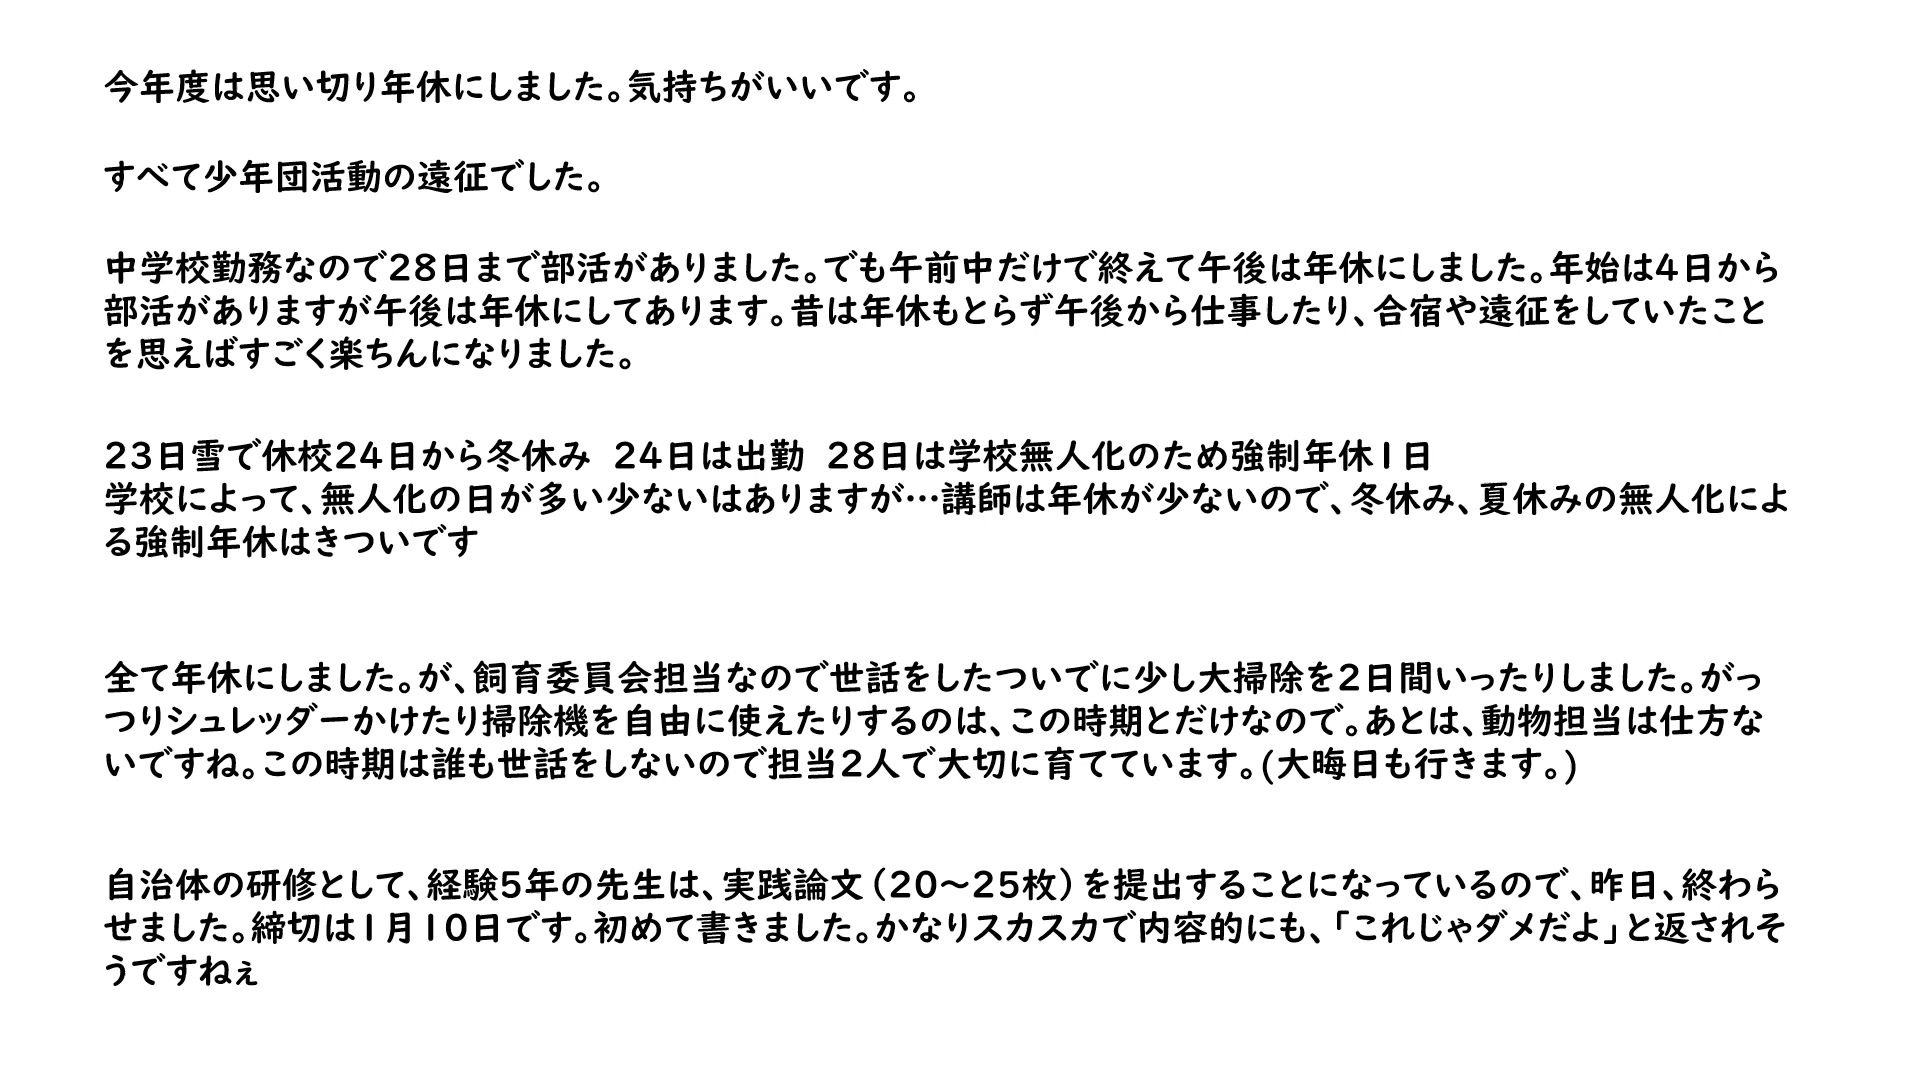 今年度は思い切り年休にしました。気持ちがいいです。
すべて少年団活動の遠征でした。
中学校勤務なので28日まで部活がありました。でも午前中だけで終えて午後は年休にしました。年始は4日から
部活がありますが午後は年休にしてあります。昔は年休もとらず午後から仕事したり、合宿や遠征をしていたこと
を思えばすごく楽ちんになりました。
23日雪で休校24日から冬休み　24日は出勤　28日は学校無人化のため強制年休1日
学校によって、無人化の日が多い少ないはありますが…講師は年休が少ないので、冬休み、夏休みの無人化によ
る強制年休はきついです
全て年休にしました。が、飼育委員会担当なので世話をしたついでに少し大掃除を2日間いったりしました。がっ
つりシュレッダーかけたり掃除機を自由に使えたりするのは、この時期とだけなので。あとは、動物担当は仕方な
いですね。この時期は誰も世話をしないので担当2人で大切に育てています。(大晦日も行きます。)
自治体の研修として、経験5年の先生は、実践論文（20〜25枚）を提出することになっているので、昨日、終わら
せました。締切は1月10日です。初めて書きました。かなりスカスカで内容的にも、「これじゃダメだよ」と返されそ
うですねぇ